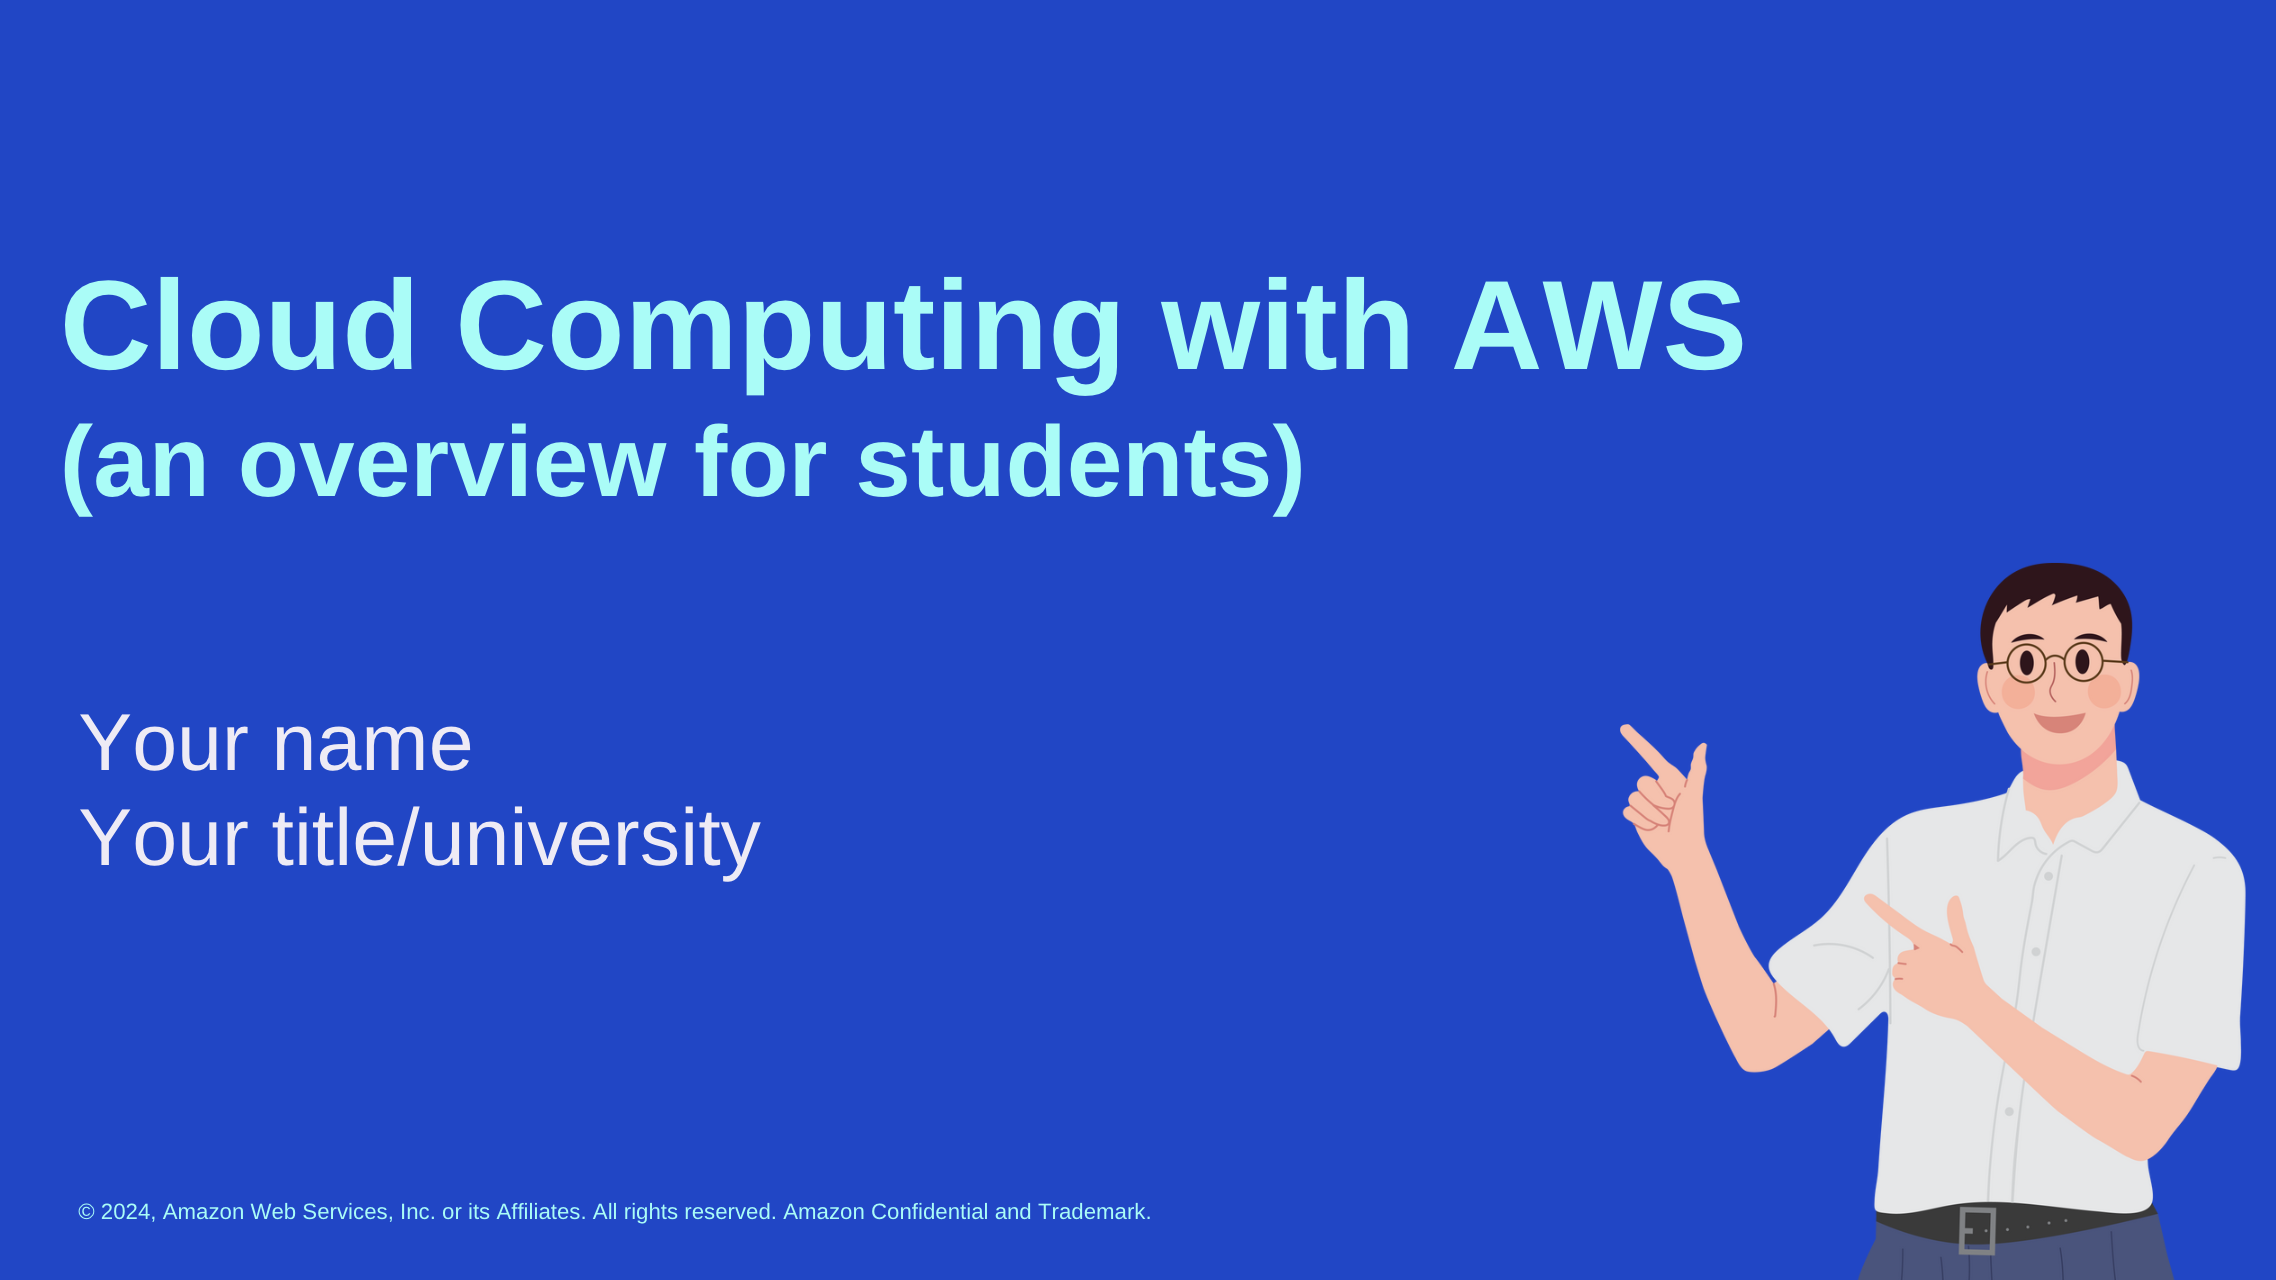 Cloud Computing with AWS
(an overview for students)
Your name
Your title/university
© 2024, Amazon Web Services, Inc. or its Affiliates. All rights reserved. Amazon Confidential and Trademark.